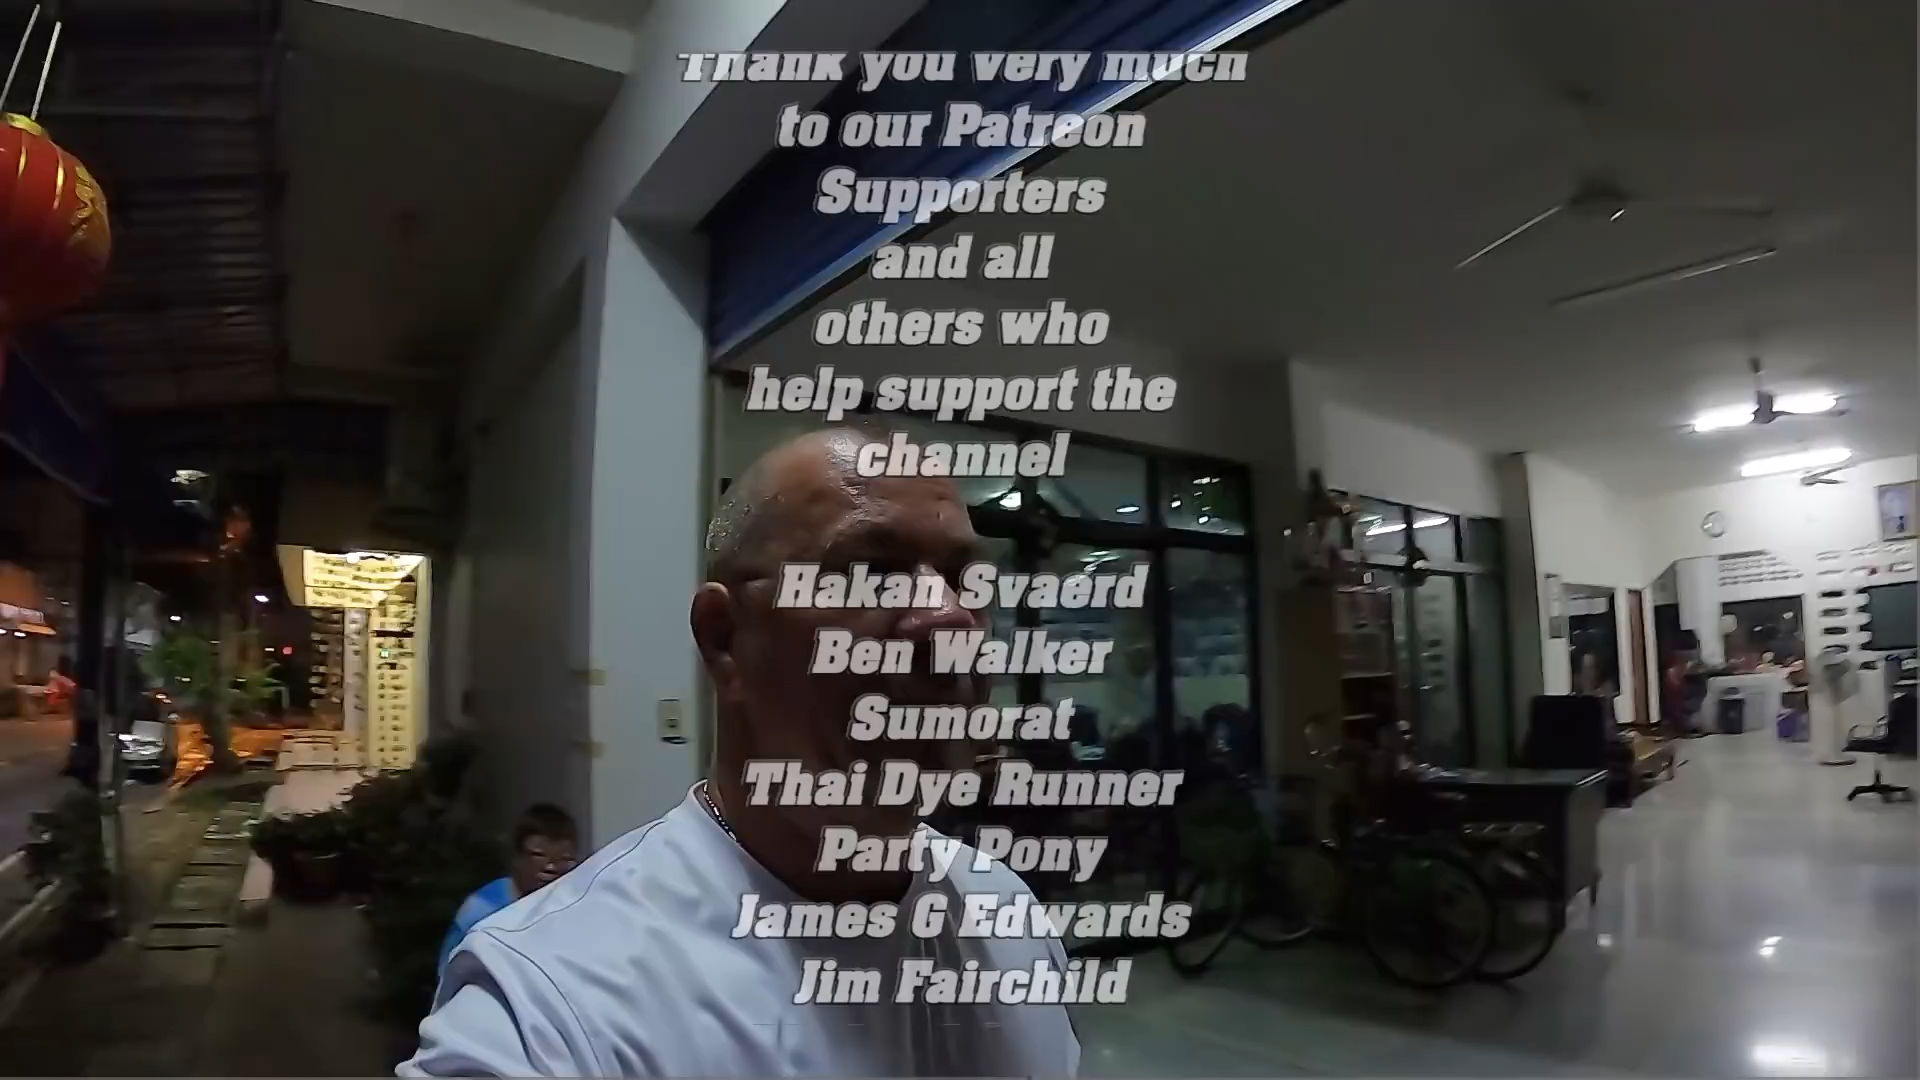 Thank you very much
to our Patreon
Supporters
and all
others who
help support the
channel
Hakan Svaerd
Ben Walker
Sumorat
Thai Dye Runner
Party Pony
James G Edwards
Jim Fairchild